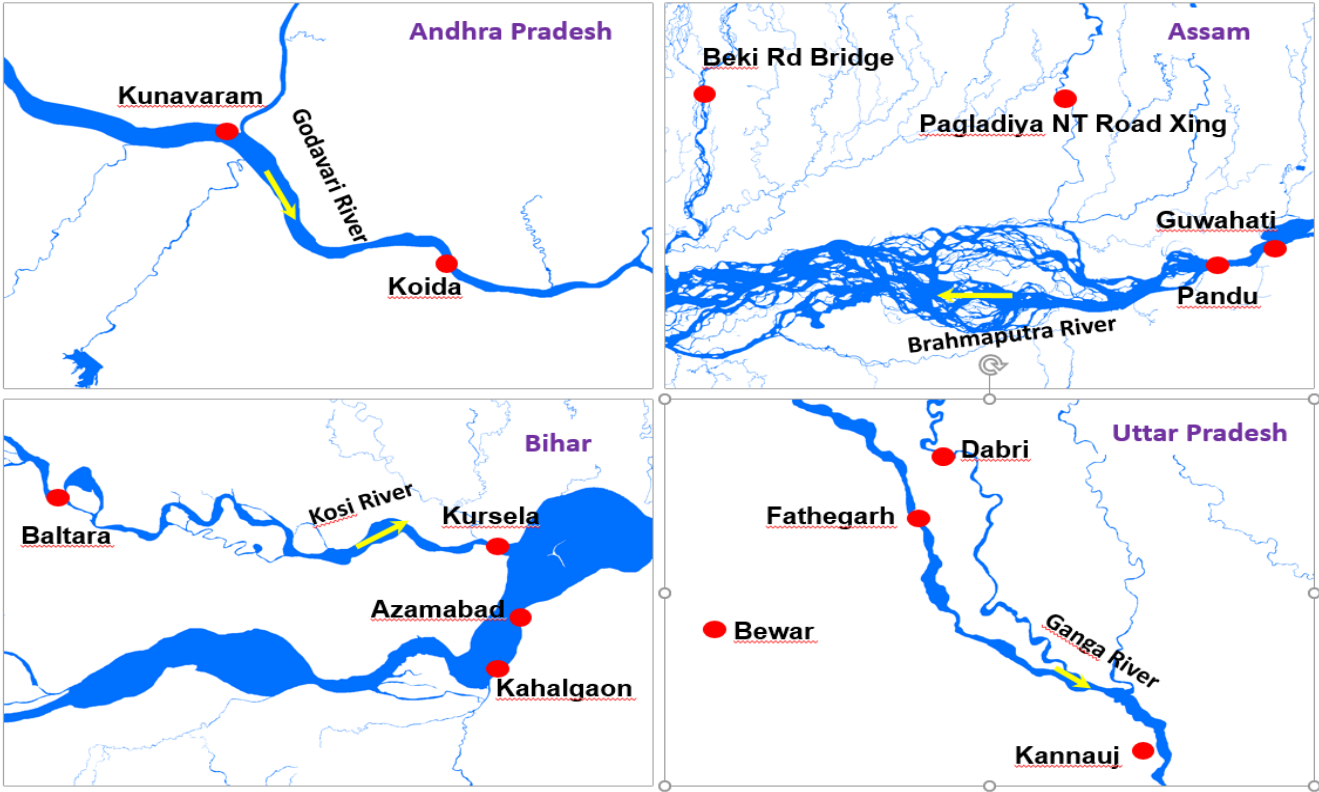 Andhra Pradesh
Kunavaram
Godavari River
Koida
Assam
Beki Rd Bridge
Pagladiya NT Road Xing
Guwahati
Pandu
Brahmaputra River
Bihar
Kosi River
Kursela
Baltara
Azamabad
Kahalgaon
Uttar Pradesh
Dabri
Fathegarh
Bewar
Ganga River
Kannauj